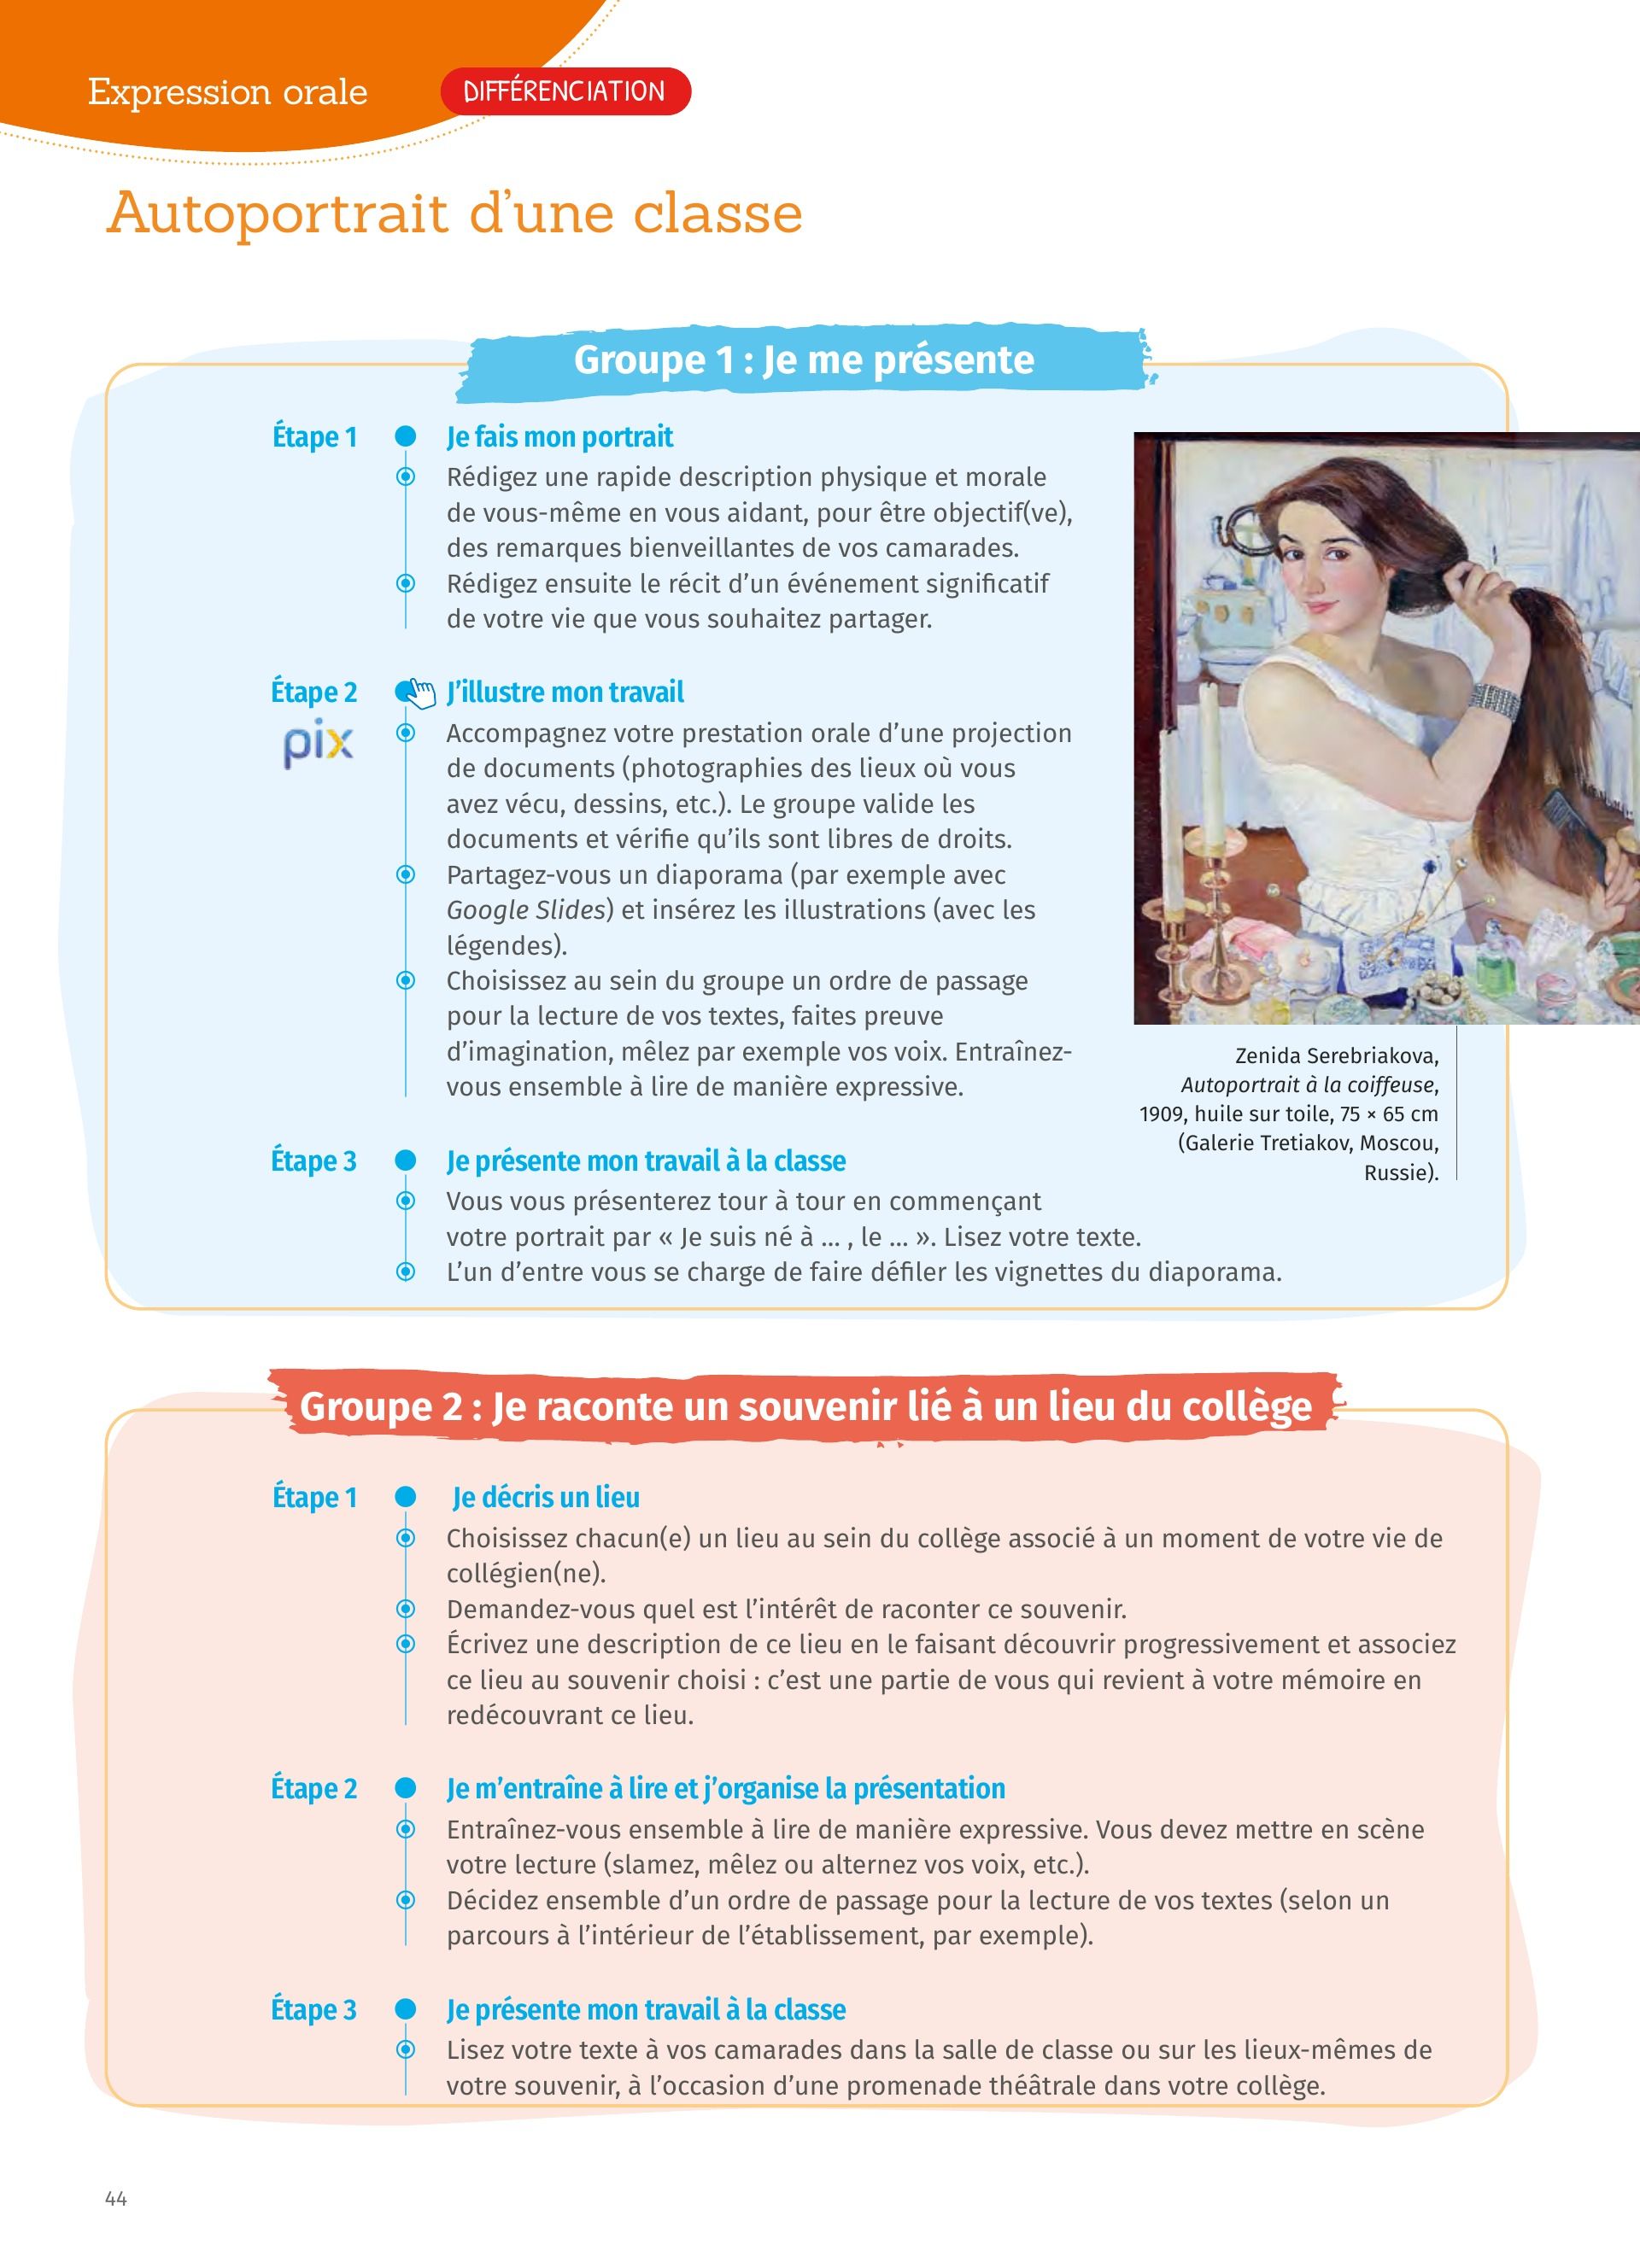 Expression orale
DIFFÉRENCIATION
Autoportrait d’une classe
Groupe 1 : Je me présente
Étape 1
Je fais mon portrait
Rédigez une rapide description physique et morale
de vous-même en vous aidant, pour être objectif(ve),
des remarques bienveillantes de vos camarades.
Rédigez ensuite le récit d’un événement significatif
de votre vie que vous souhaitez partager.
Étape 2
pix
J’illustre mon travail
Accompagnez votre prestation orale d’une projection
de documents (photographies des lieux où vous
avez vécu, dessins, etc.). Le groupe valide les
documents et vérifie qu’ils sont libres de droits.
Partagez-vous un diaporama (par exemple avec
Google Slides) et insérez les illustrations (avec les
légendes).
Choisissez au sein du groupe un ordre de passage
pour la lecture de vos textes, faites preuve
d’imagination, mêlez par exemple vos voix. Entraînez-
vous ensemble à lire de manière expressive.
Zenida Serebriakova,
Autoportrait à la coiffeuse,
1909, huile sur toile, 75 × 65 cm
(Galerie Tretiakov, Moscou,
Russie).
Étape 3
Je présente mon travail à la classe
Vous vous présenterez tour à tour en commençant
votre portrait par « Je suis né à ... , le ... ». Lisez votre texte.
L’un d’entre vous se charge de faire défiler les vignettes du diaporama.
Groupe 2 : Je raconte un souvenir lié à un lieu du collège
Étape 1
Je décris un lieu
Choisissez chacun(e) un lieu au sein du collège associé à un moment de votre vie de
collégien(ne).
Demandez-vous quel est l’intérêt de raconter ce souvenir.
Écrivez une description de ce lieu en le faisant découvrir progressivement et associez
ce lieu au souvenir choisi : c’est une partie de vous qui revient à votre mémoire en
redécouvrant ce lieu.
Étape 2
Je m’entraîne à lire et j’organise la présentation
Entraînez-vous ensemble à lire de manière expressive. Vous devez mettre en scène
votre lecture (slamez, mêlez ou alternez vos voix, etc.).
Décidez ensemble d’un ordre de passage pour la lecture de vos textes (selon un
parcours à l’intérieur de l’établissement, par exemple).
Étape 3
Je présente mon travail à la classe
Lisez votre texte à vos camarades dans la salle de classe ou sur les lieux-mêmes de
votre souvenir, à l’occasion d’une promenade théâtrale dans votre collège.
44